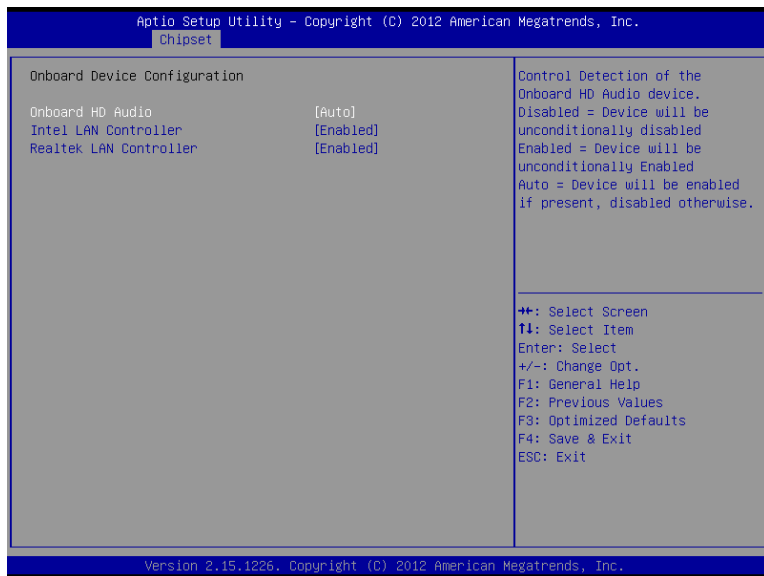 Aptio Setup Utility – Copyright (C) 2012 American Megatrends, Inc.
Chipset
Onboard Device Configuration
Onboard HD Audio [Auto]
Intel LAN Controller [Enabled]
Realtek LAN Controller [Enabled]
Control Detection of the
Onboard HD Audio device.
Disabled = Device will be
unconditionally disabled
Enabled = Device will be
unconditionally Enabled
Auto = Device will be enabled
if present, disabled otherwise.
→←: Select Screen
↑↓: Select Item
Enter: Select
+/-: Change Opt.
F1: General Help
F2: Previous Values
F3: Optimized Defaults
F4: Save & Exit
ESC: Exit
Version 2.15.1226. Copyright (C) 2012 American Megatrends, Inc.